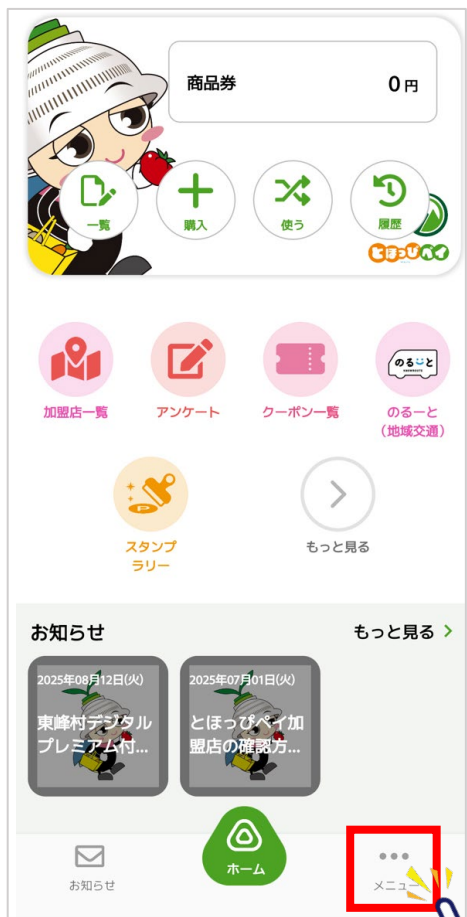 商品券 0円
一覧 購入 使う 履歴
とほっぴペイ
加盟店一覧 アンケート クーポン一覧 のるーと
のるーと
(地域交通)
P
スタンプ
ラリー
もっと見る
お知らせ もっと見る
2025年08月12日(火) 2025年07月01日(火)
東峰村デジタル
プレミアム付...
とほっぴペイ加
盟店の確認方...
お知らせ ホーム メニュー